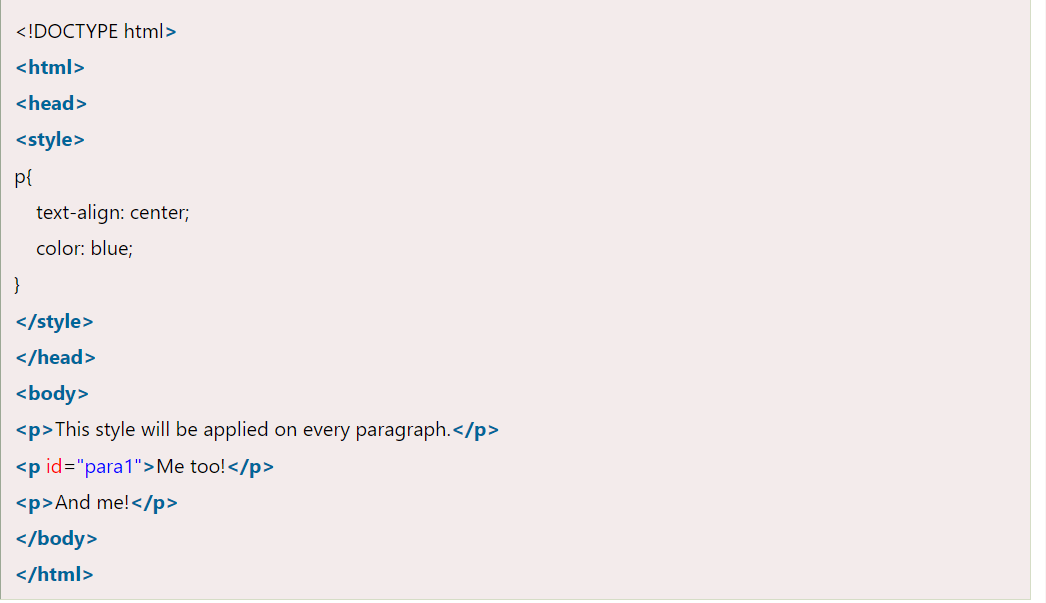 <!DOCTYPE html>
<html>
<head>
<style>
p{
    text-align: center;
    color: blue;
}
</style>
</head>
<body>
<p>This style will be applied on every paragraph.</p>
<p id="para1">Me too!</p>
<p>And me!</p>
</body>
</html>